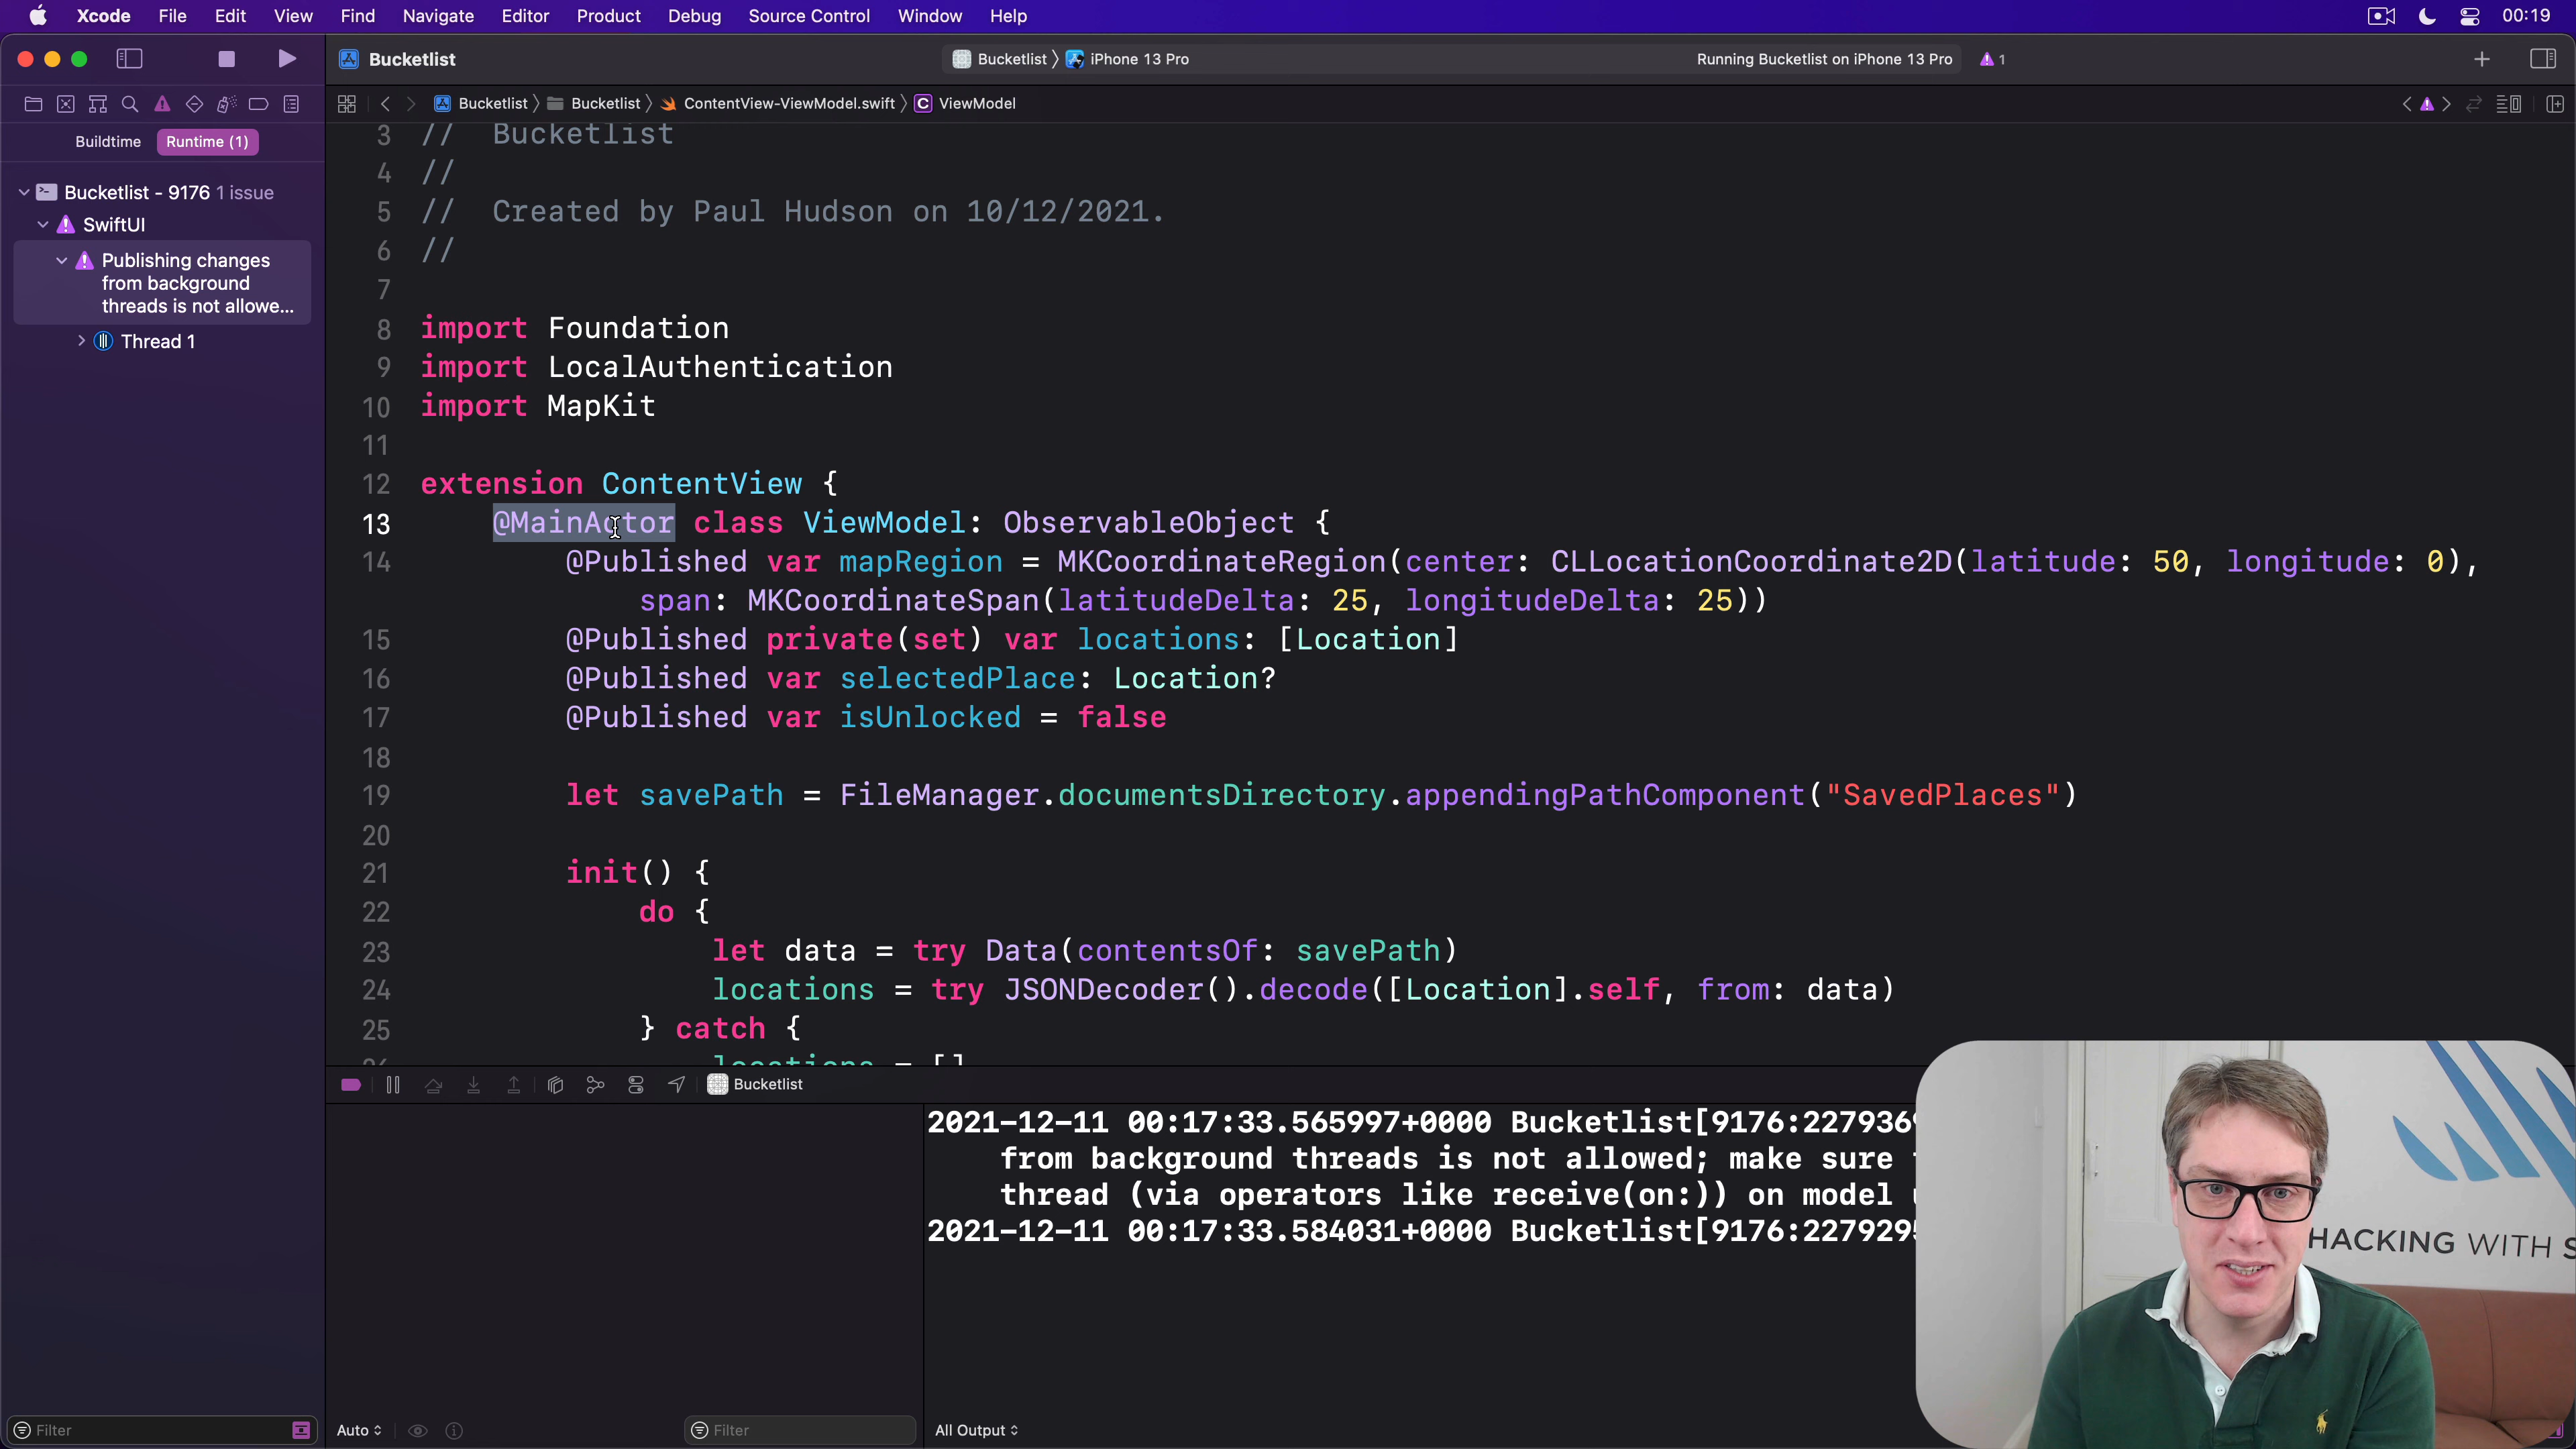 Xcode File Edit View Find Navigate Editor Product Debug Source Control Window Help 00:19
Bucketlist Bucketlist iPhone 13 Pro Running Bucketlist on iPhone 13 Pro 1
Bucketlist Bucketlist ContentView-ViewModel.swift C ViewModel
Buildtime Runtime (1)
Bucketlist - 9176 1 issue
SwiftUI
Publishing changes
from background
threads is not allowe...
Thread 1
3 // Bucketlist
4 //
5 // Created by Paul Hudson on 10/12/2021.
6 //
7
8 import Foundation
9 import LocalAuthentication
10 import MapKit
11
12 extension ContentView {
13 @MainActor class ViewModel: ObservableObject {
14 @Published var mapRegion = MKCoordinateRegion(center: CLLocationCoordinate2D(latitude: 50, longitude: 0),
span: MKCoordinateSpan(latitudeDelta: 25, longitudeDelta: 25))
15 @Published private(set) var locations: [Location]
16 @Published var selectedPlace: Location?
17 @Published var isUnlocked = false
18
19 let savePath = FileManager.documentsDirectory.appendingPathComponent("SavedPlaces")
20
21 init() {
22 do {
23 let data = try Data(contentsOf: savePath)
24 locations = try JSONDecoder().decode([Location].self, from: data)
25 } catch {
26 locations = []
Bucketlist
2021-12-11 00:17:33.565997+0000 Bucketlist[9176:2279369
from background threads is not allowed; make sure
thread (via operators like receive(on:)) on model
2021-12-11 00:17:33.584031+0000 Bucketlist[9176:2279295
HACKING WITH S
Filter
Auto
Filter
All Output